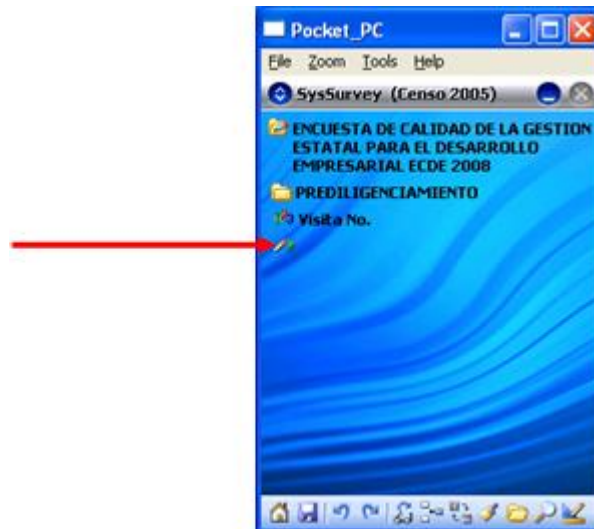 Pocket_PC
File Zoom Tools Help
SysSurvey (Censo 2005)
ENCUESTA DE CALIDAD DE LA GESTION
ESTATAL PARA EL DESARROLLO
EMPRESARIAL ECDE 2008
PREDILIGENCIAMIENTO
Visita No.